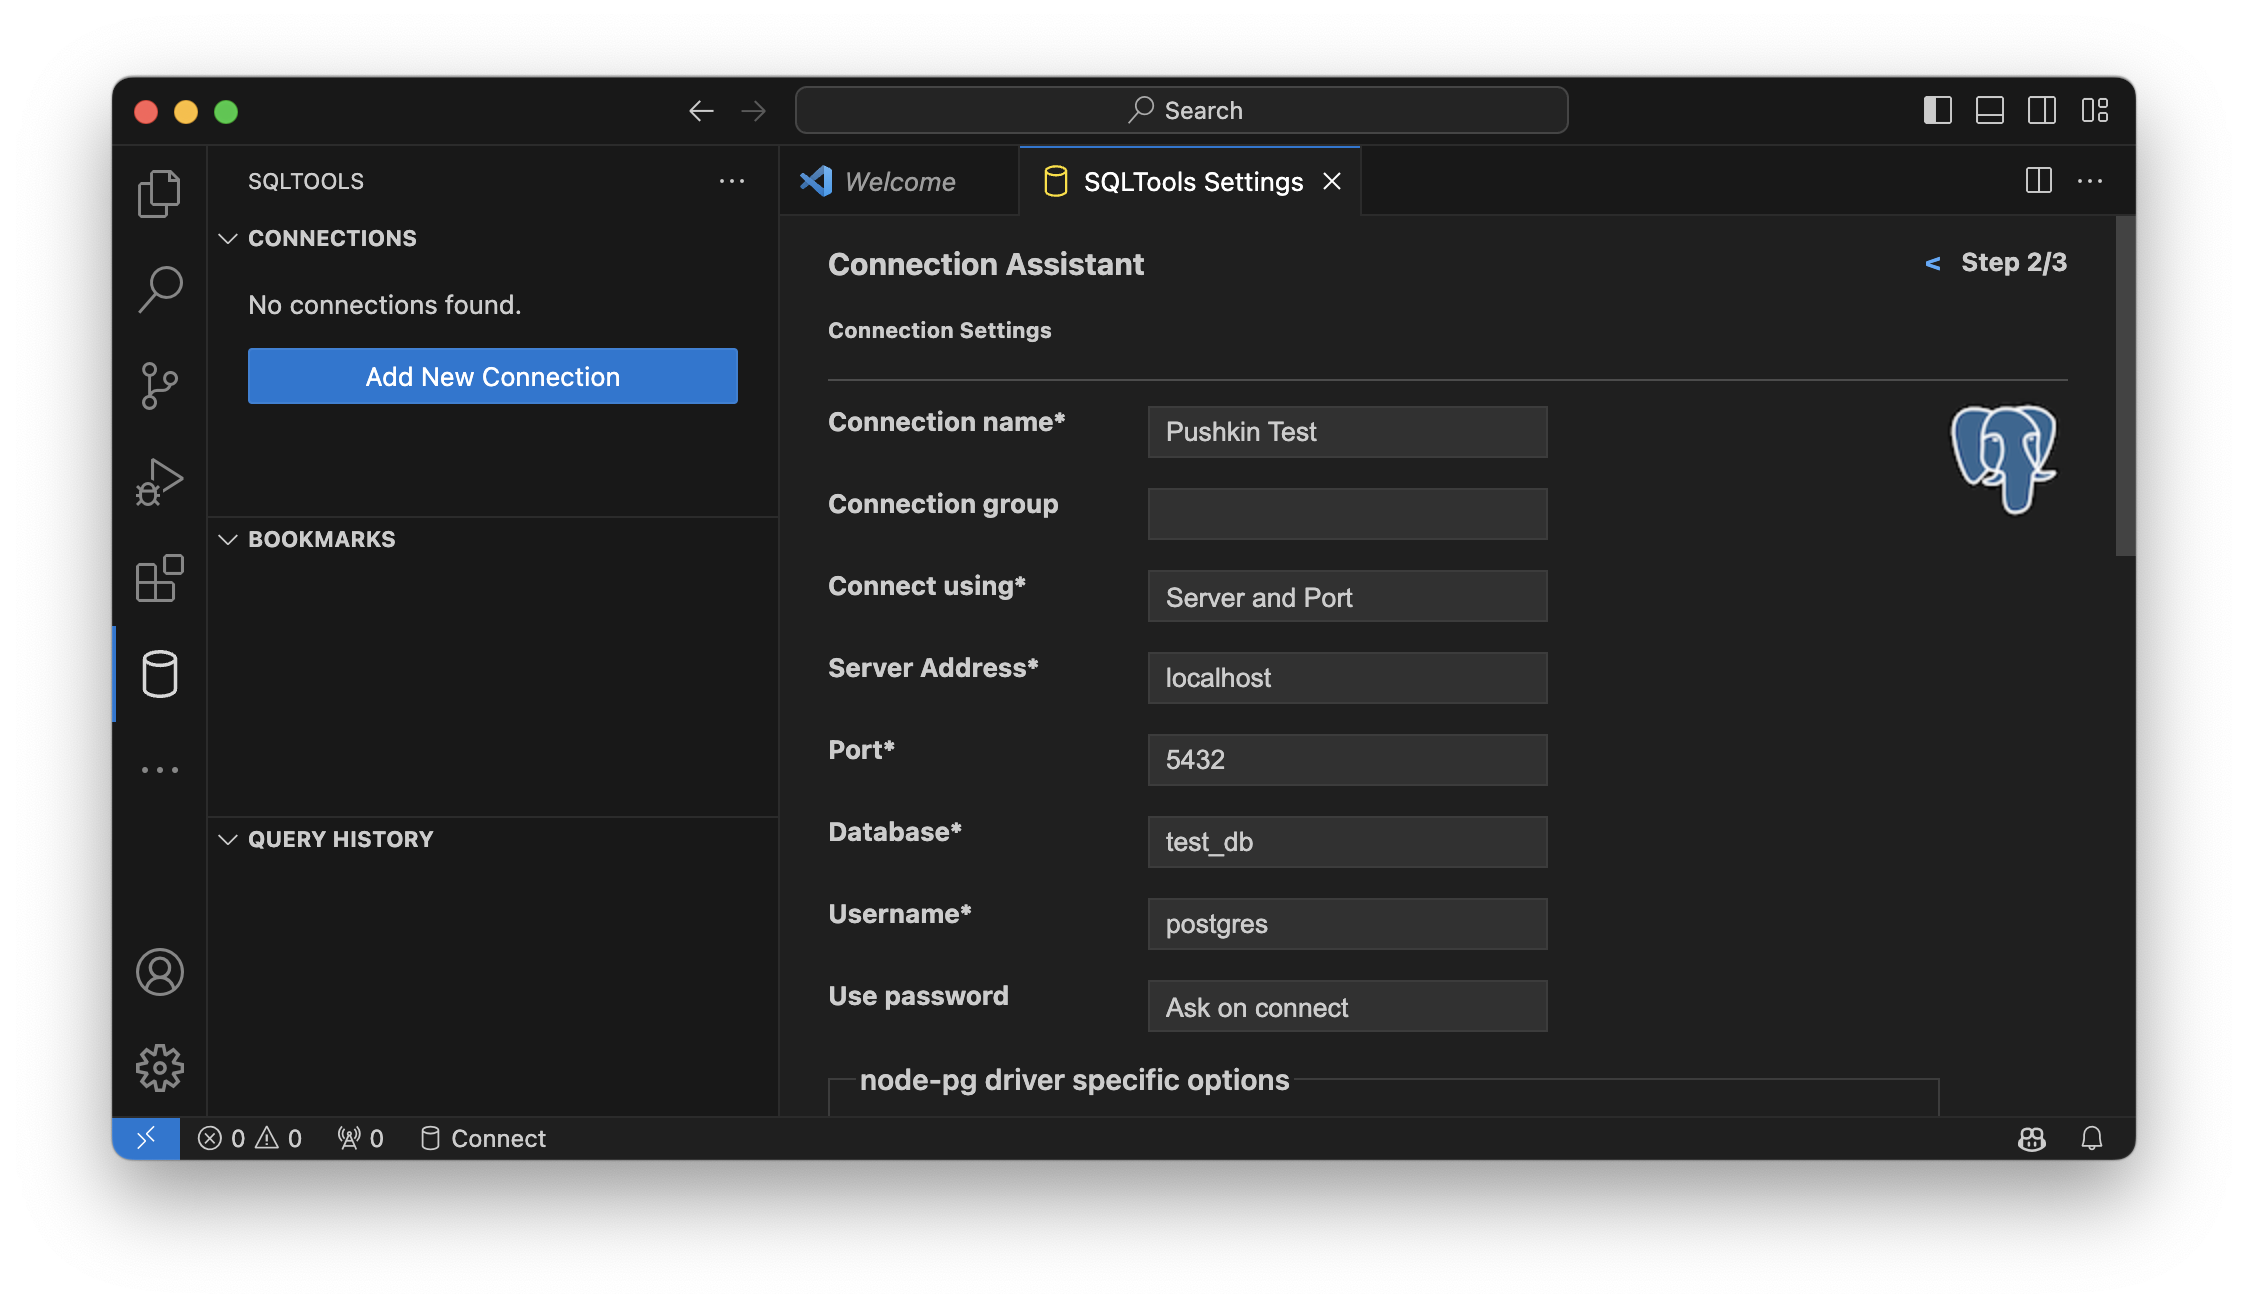 Search
SQLTOOLS
CONNECTIONS
No connections found.
Add New Connection
BOOKMARKS
QUERY HISTORY
Welcome
SQLTools Settings
Connection Assistant
< Step 2/3
Connection Settings
Connection name* Pushkin Test
Connection group
Connect using* Server and Port
Server Address* localhost
Port* 5432
Database* test_db
Username* postgres
Use password Ask on connect
node-pg driver specific options
0 0 0 Connect